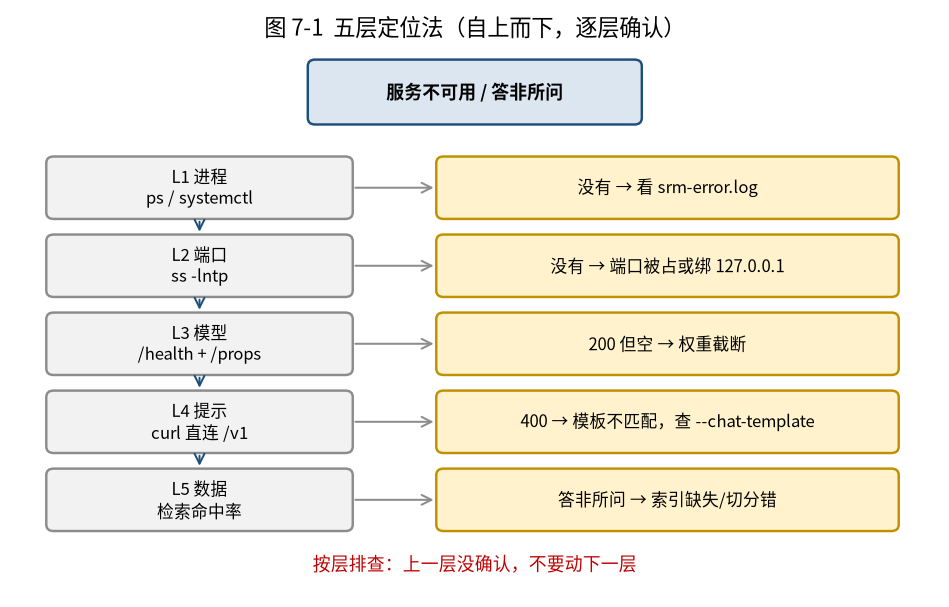 图 7-1 五层定位法（自上而下，逐层确认）
服务不可用 / 答非所问
L1 进程
ps / systemctl
没有 → 看 srm-error.log
L2 端口
ss -lntp
没有 → 端口被占或绑 127.0.0.1
L3 模型
/health + /props
200 但空 → 权重截断
L4 提示
curl 直连 /v1
400 → 模板不匹配，查 --chat-template
L5 数据
检索命中率
答非所问 → 索引缺失/切分错
按层排查：上一层没确认，不要动下一层